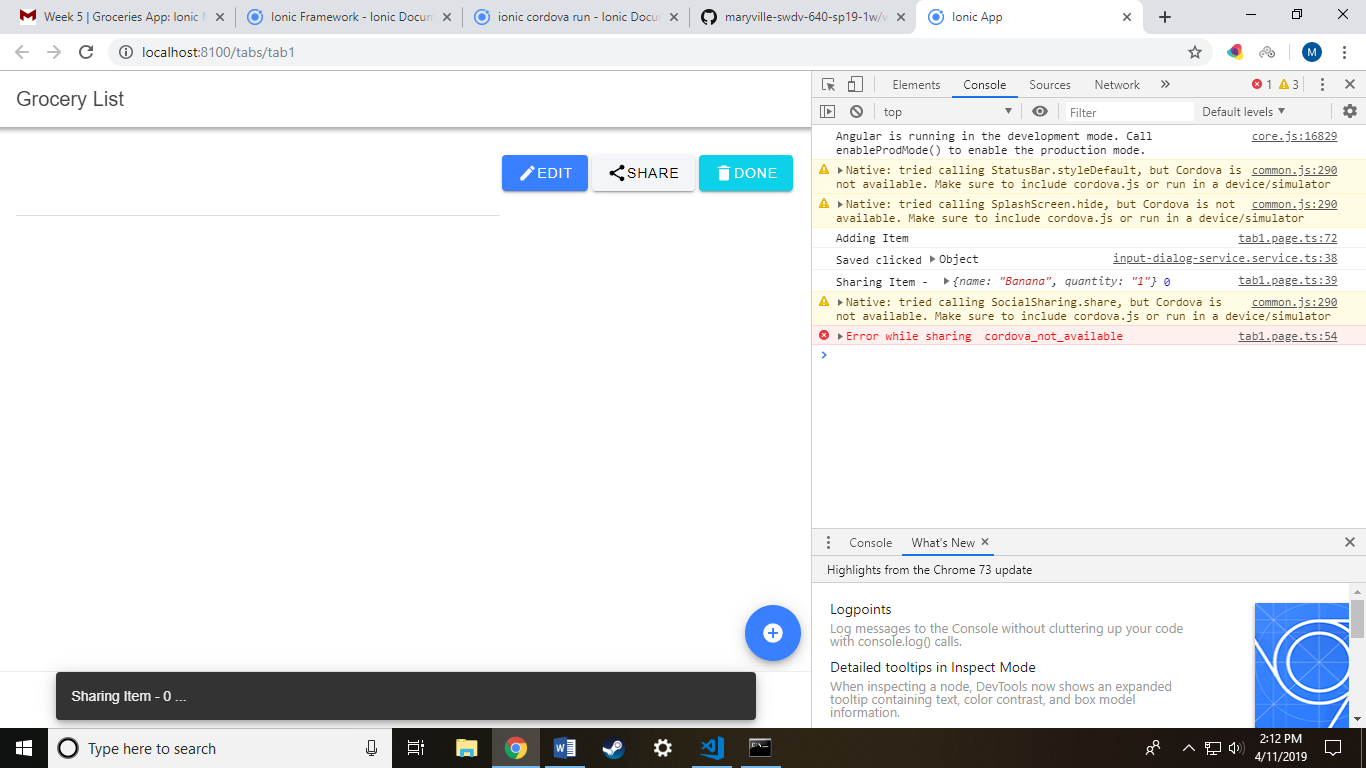 Week 5 | Groceries App: Ionic
Ionic Framework - Ionic Docum
ionic cordova run - Ionic Docu
maryville-swdv-640-sp19-1w/w
Ionic App
localhost:8100/tabs/tab1
M
Grocery List
EDIT
SHARE
DONE
Sharing Item - 0 ...
Elements
Console
Sources
Network
1
3
top
Filter
Default levels
Angular is running in the development mode. Call core.js:16829
enableProdMode() to enable the production mode.
Native: tried calling StatusBar.styleDefault, but Cordova is common.js:290
not available. Make sure to include cordova.js or run in a device/simulator
Native: tried calling SplashScreen.hide, but Cordova is not common.js:290
available. Make sure to include cordova.js or run in a device/simulator
Adding Item tab1.page.ts:72
Saved clicked Object input-dialog-service.service.ts:38
Sharing Item - {name: "Banana", quantity: "1"} 0 tab1.page.ts:39
Native: tried calling SocialSharing.share, but Cordova is common.js:290
not available. Make sure to include cordova.js or run in a device/simulator
Error while sharing cordova_not_available tab1.page.ts:54
Console
What's New
Highlights from the Chrome 73 update
Logpoints
Log messages to the Console without cluttering up your code
with console.log() calls.
Detailed tooltips in Inspect Mode
When inspecting a node, DevTools now shows an expanded
tooltip containing text, color contrast, and box model
information.
Type here to search
2:12 PM
4/11/2019